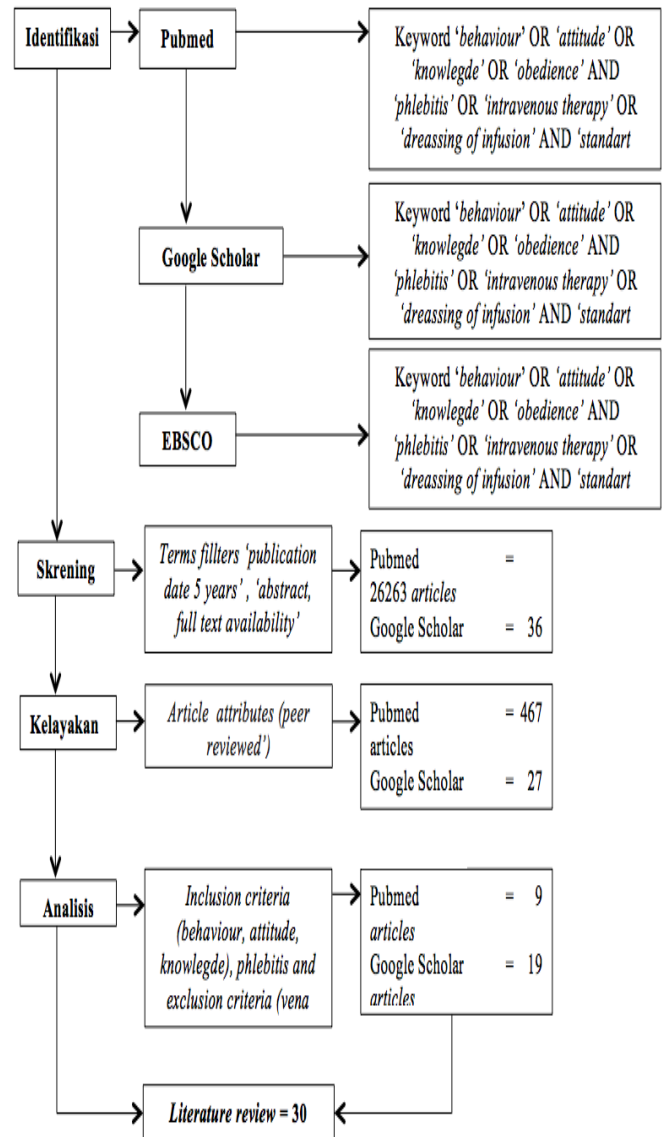 Identifikasi
Pubmed
Keyword ‘behaviour’ OR ‘attitude’ OR
‘knowlegde’ OR ‘obedience’ AND
‘phlebitis’ OR ‘intravenous therapy’ OR
‘dreassing of infusion’ AND ‘standart
Google Scholar
Keyword ‘behaviour’ OR ‘attitude’ OR
‘knowlegde’ OR ‘obedience’ AND
‘phlebitis’ OR ‘intravenous therapy’ OR
‘dreassing of infusion’ AND ‘standart
EBSCO
Keyword ‘behaviour’ OR ‘attitude’ OR
‘knowlegde’ OR ‘obedience’ AND
‘phlebitis’ OR ‘intravenous therapy’ OR
‘dreassing of infusion’ AND ‘standart
Skrening
Terms fillters ‘publication
date 5 years’ , ‘abstract,
full text availability’
Pubmed =
26263 articles
Google Scholar = 36
Kelayakan
Article attributes (peer
reviewed’)
Pubmed = 467
articles
Google Scholar = 27
Analisis
Inclusion criteria
(behaviour, attitude,
knowlegde), phlebitis and
exclusion criteria (vena
Pubmed = 9
articles
Google Scholar = 19
articles
Literature review = 30